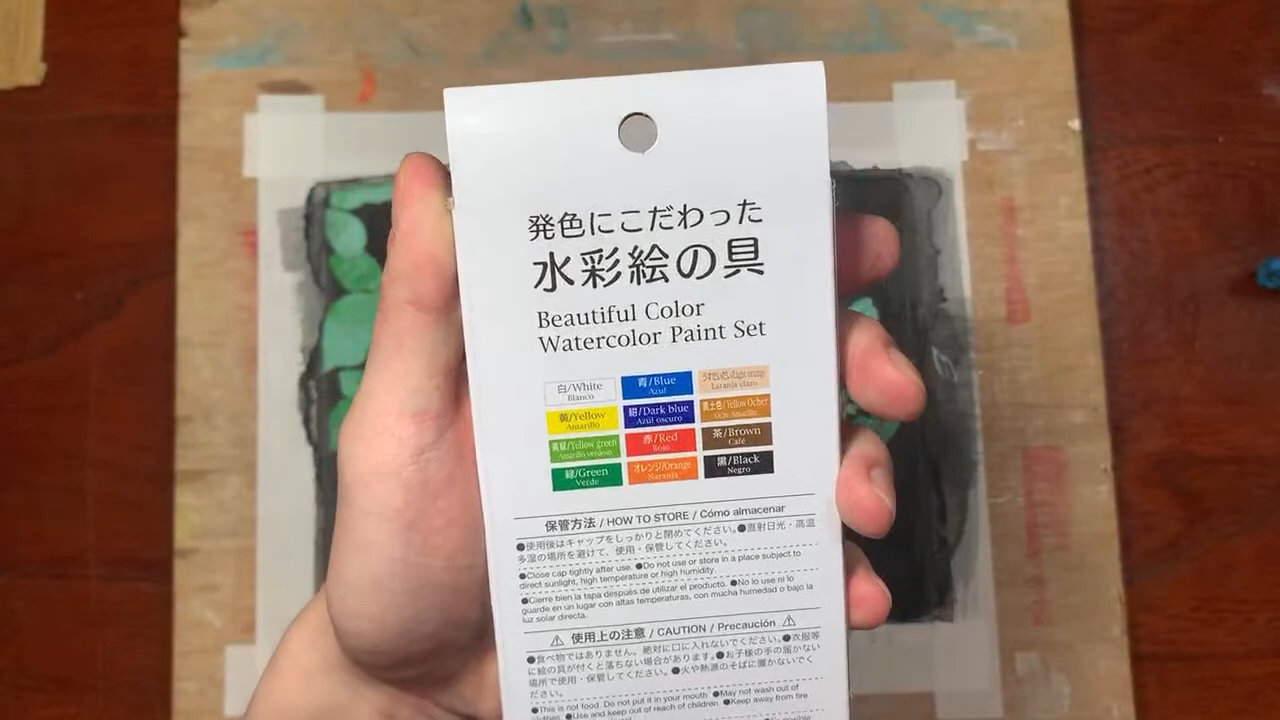 発色にこだわった
水彩絵の具
Beautiful Color
Watercolor Paint Set
白/White 青/Blue うすだいだい/Light orange
Blanco Azul Laranja claro
黄/Yellow 紺/Dark blue 黄土色/Yellow Ocher
Amarillo Azul oscuro Ocre Amarillo
黄緑/Yellow green 赤/Red 茶/Brown
Amarillo verdoso Rojo Café
緑/Green オレンジ/Orange 黒/Black
Verde Naranja Negro
保管方法 / HOW TO STORE / Cómo almacenar
●使用後はキャップをしっかりと閉めてください。●直射日光・高温
多湿の場所を避けて、使用・保管してください。
●Close cap tightly after use. ●Do not use or store in a place subject to
direct sunlight, high temperature or high humidity.
●Cierre bien la tapa después de utilizar el producto. ●No lo use ni lo
guarde en un lugar con altas temperaturas, con mucha humedad o bajo la
luz solar directa.
⚠ 使用上の注意 / CAUTION / Precaución ⚠
●食べ物ではありません。絶対に口に入れないでください。●衣服等
に絵の具が付くと落ちない場合があります。●お子様の手の届かない
場所で使用・保管してください。●火や熱源のそばに置かないでく
ださい。
●This is not food. Do not put it in your mouth. ●May not wash out of
clothes. ●Use and keep out of reach of children. ●Keep away from fire